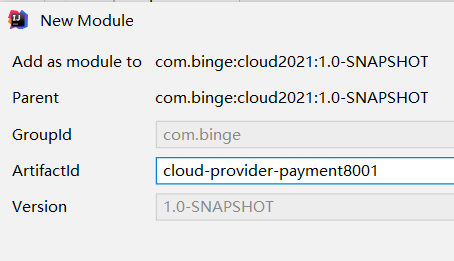 New Module
Add as module to com.binge:cloud2021:1.0-SNAPSHOT
Parent com.binge:cloud2021:1.0-SNAPSHOT
GroupId com.binge
ArtifactId cloud-provider-payment8001
Version 1.0-SNAPSHOT